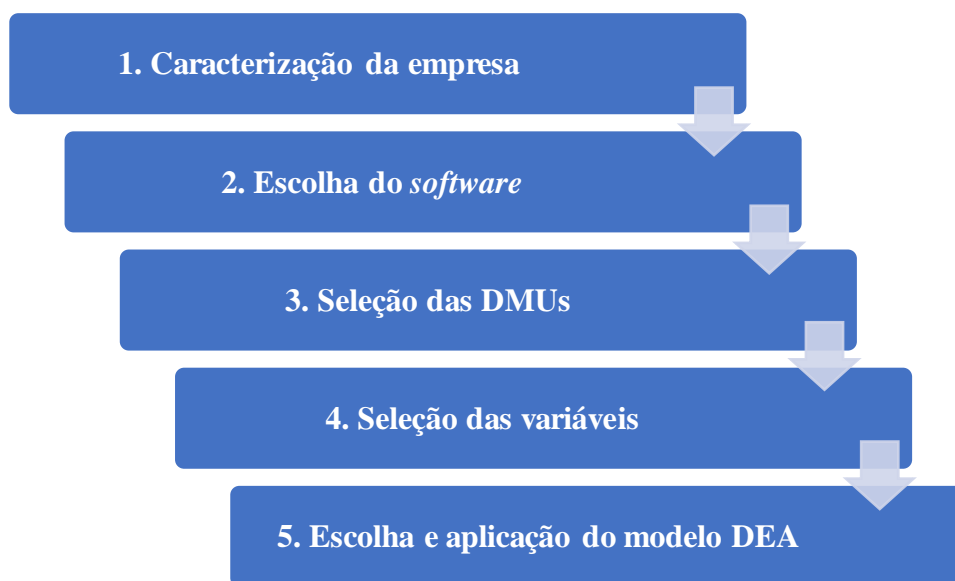 1. Caracterização da empresa
2. Escolha do software
3. Seleção das DMUs
4. Seleção das variáveis
5. Escolha e aplicação do modelo DEA